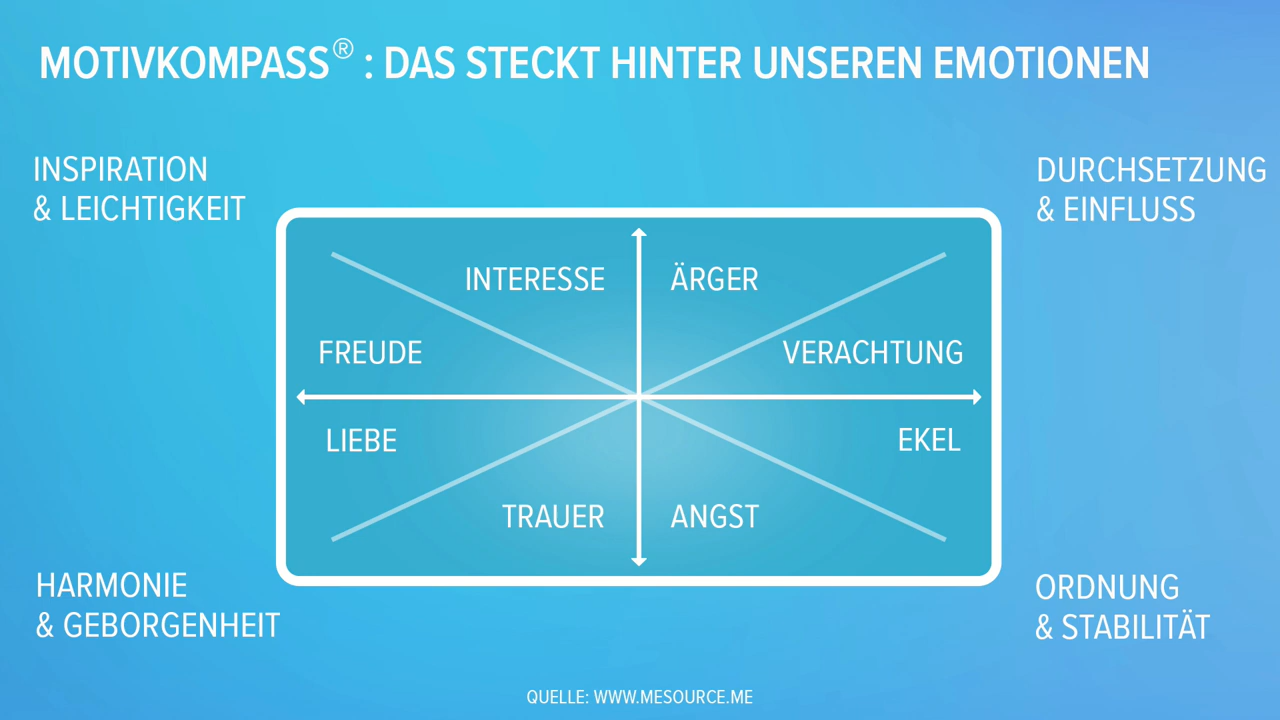 MOTIVKOMPASS® : DAS STECKT HINTER UNSEREN EMOTIONEN
INSPIRATION
& LEICHTIGKEIT
DURCHSETZUNG
& EINFLUSS
INTERESSE
ÄRGER
FREUDE
VERACHTUNG
LIEBE
EKEL
TRAUER
ANGST
HARMONIE
& GEBORGENHEIT
ORDNUNG
& STABILITÄT
QUELLE: WWW.MESOURCE.ME